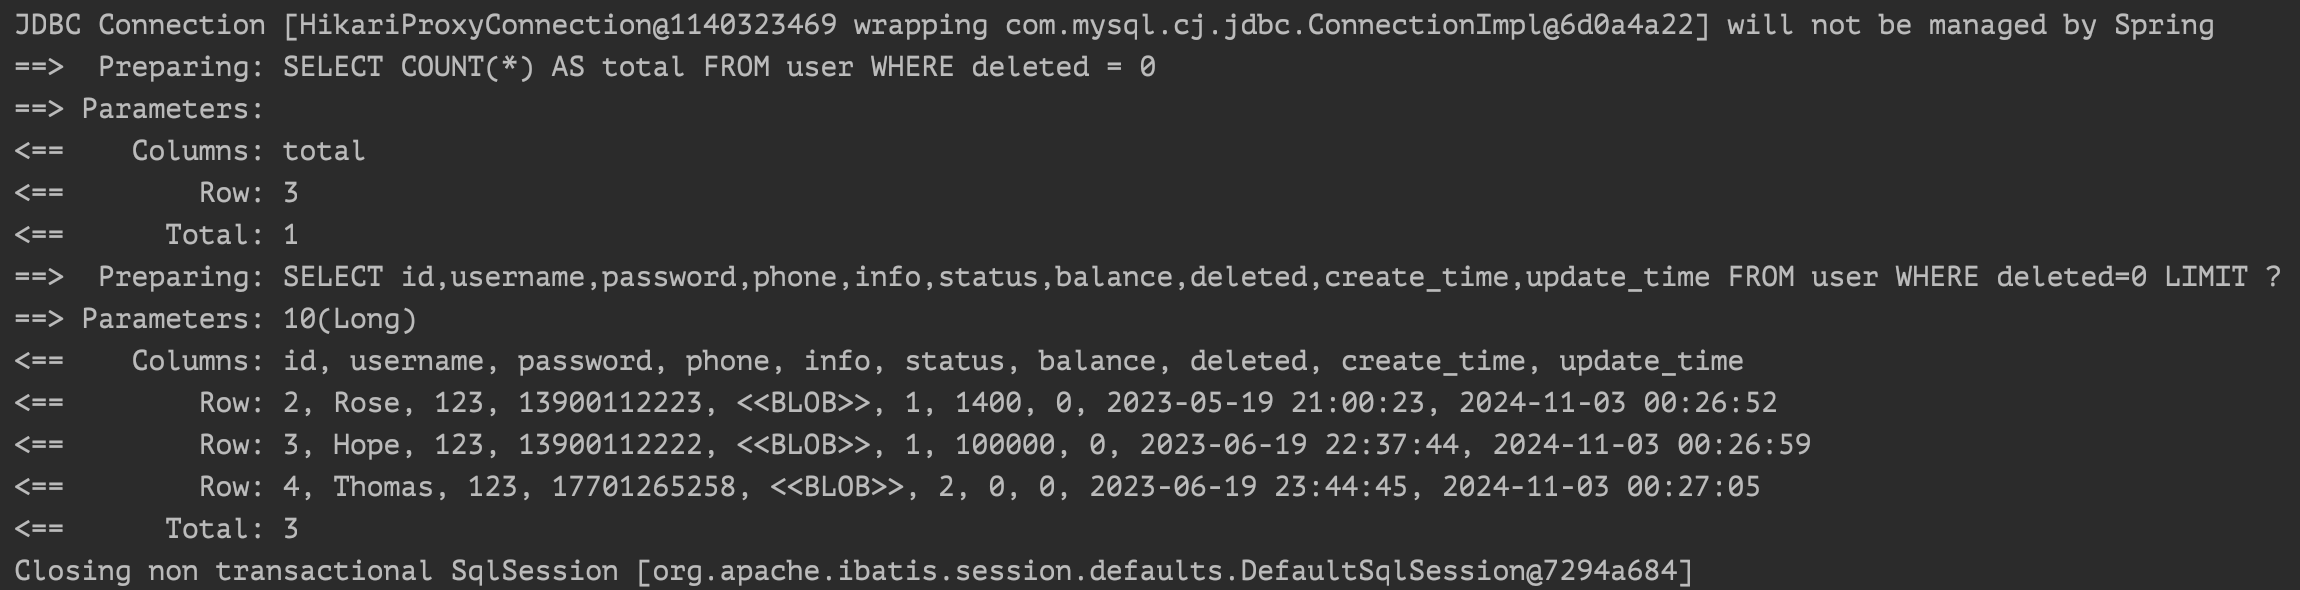 JDBC Connection [HikariProxyConnection@1140323469 wrapping com.mysql.cj.jdbc.ConnectionImpl@6d0a4a22] will not be managed by Spring
==>  Preparing: SELECT COUNT(*) AS total FROM user WHERE deleted = 0
==> Parameters:
<==    Columns: total
<==        Row: 3
<==      Total: 1
==>  Preparing: SELECT id,username,password,phone,info,status,balance,deleted,create_time,update_time FROM user WHERE deleted=0 LIMIT ?
==> Parameters: 10(Long)
<==    Columns: id, username, password, phone, info, status, balance, deleted, create_time, update_time
<==        Row: 2, Rose, 123, 13900112223, <<BLOB>>, 1, 1400, 0, 2023-05-19 21:00:23, 2024-11-03 00:26:52
<==        Row: 3, Hope, 123, 13900112222, <<BLOB>>, 1, 100000, 0, 2023-06-19 22:37:44, 2024-11-03 00:26:59
<==        Row: 4, Thomas, 123, 17701265258, <<BLOB>>, 2, 0, 0, 2023-06-19 23:44:45, 2024-11-03 00:27:05
<==      Total: 3
Closing non transactional SqlSession [org.apache.ibatis.session.defaults.DefaultSqlSession@7294a684]